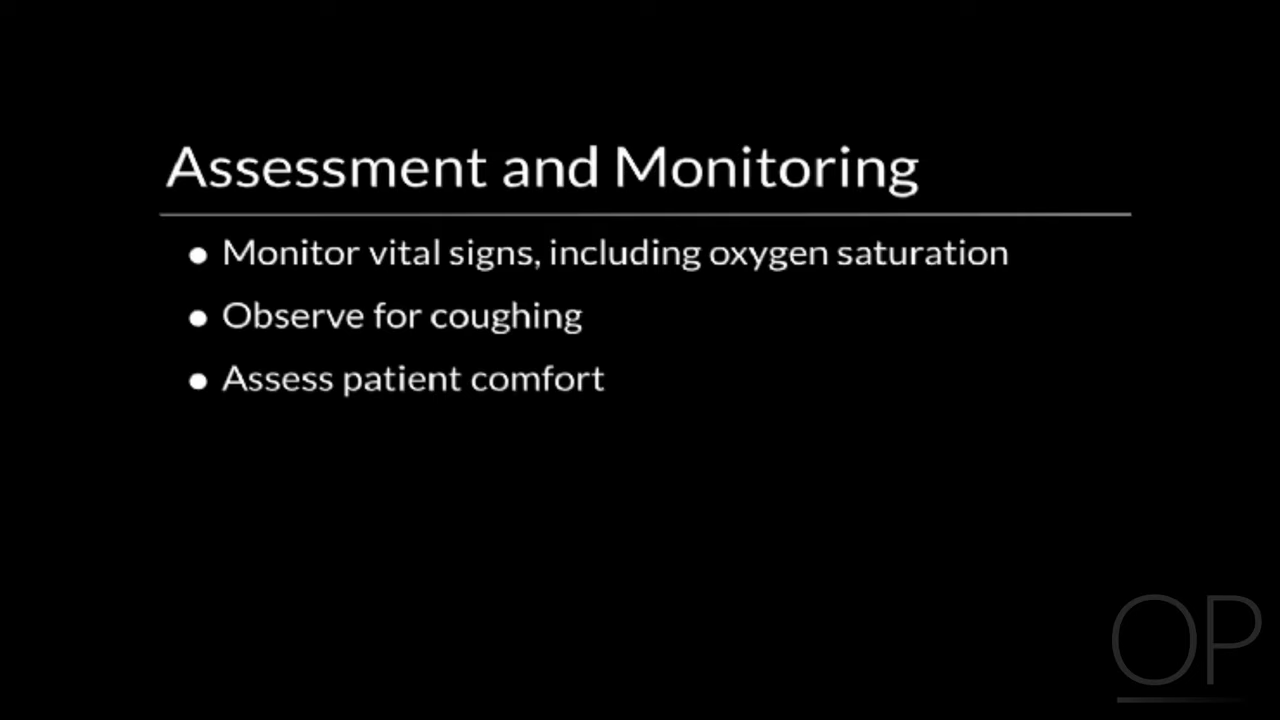 Assessment and Monitoring
● Monitor vital signs, including oxygen saturation
● Observe for coughing
● Assess patient comfort
OP